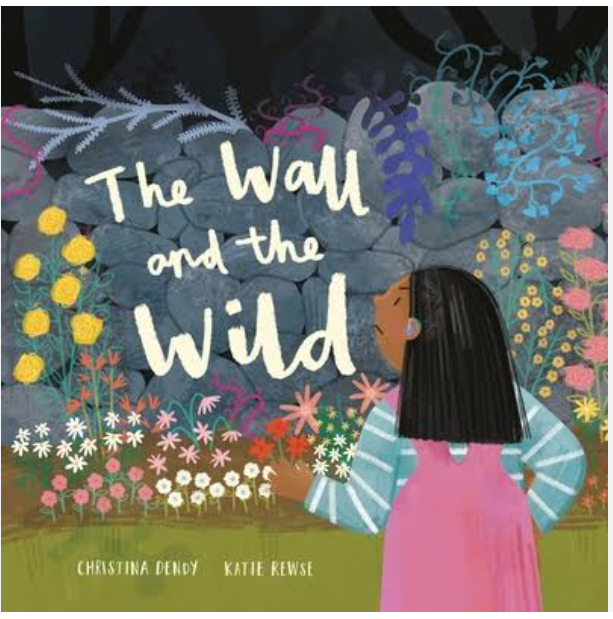 The Wall
and the
Wild
CHRISTINA DENDY KATIE REWSE